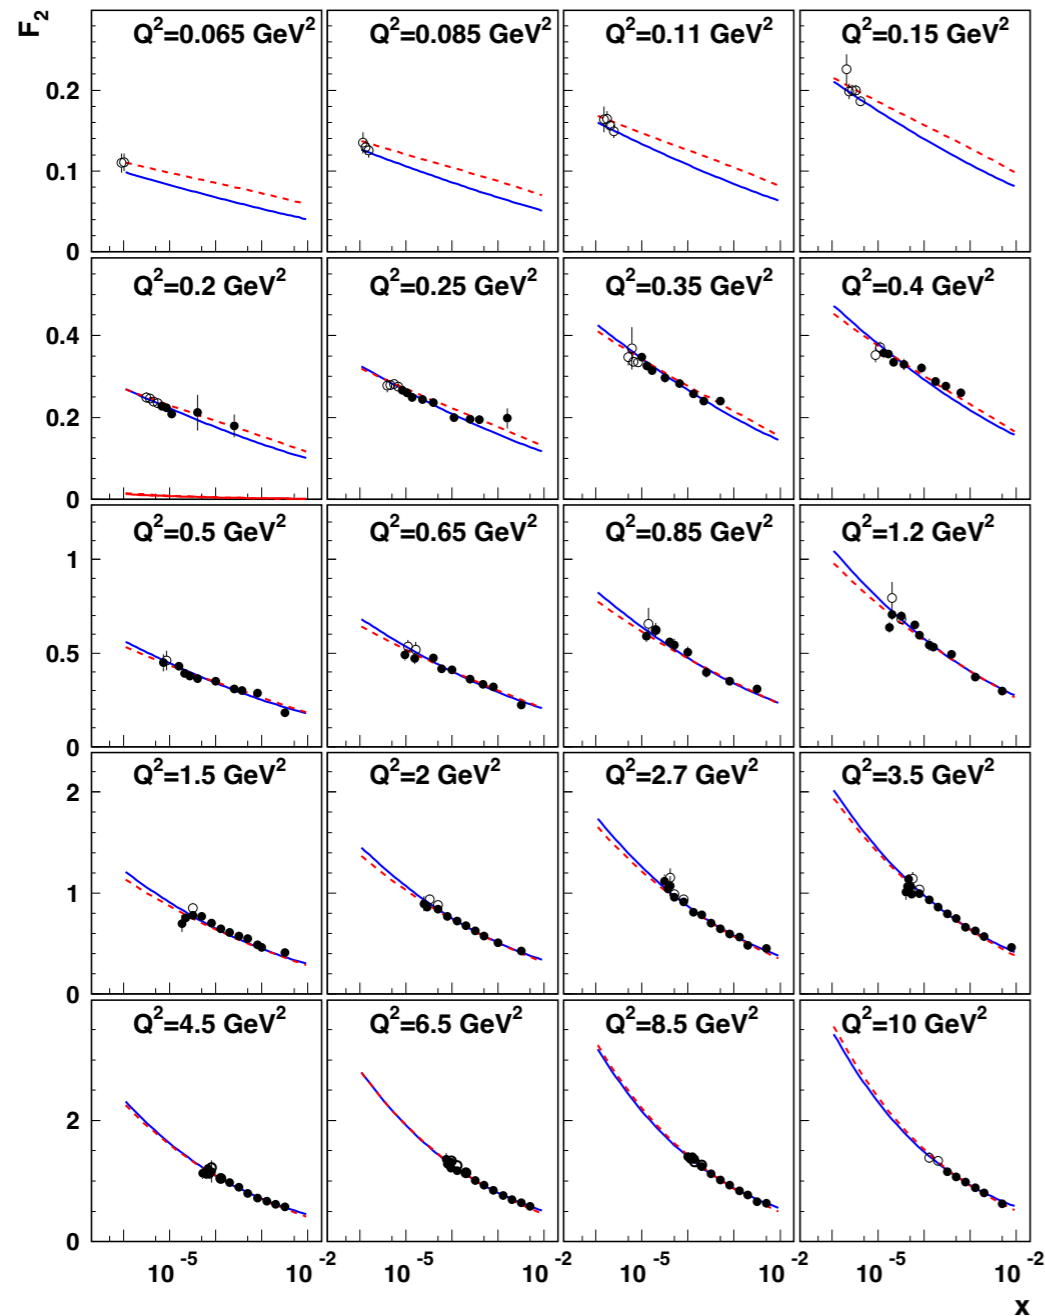 F₂
Q²=0.065 GeV² Q²=0.085 GeV² Q²=0.11 GeV² Q²=0.15 GeV²
0.2
0.1
0
Q²=0.2 GeV² Q²=0.25 GeV² Q²=0.35 GeV² Q²=0.4 GeV²
0.4
0.2
0
Q²=0.5 GeV² Q²=0.65 GeV² Q²=0.85 GeV² Q²=1.2 GeV²
1
0.5
0
Q²=1.5 GeV² Q²=2 GeV² Q²=2.7 GeV² Q²=3.5 GeV²
2
1
0
Q²=4.5 GeV² Q²=6.5 GeV² Q²=8.5 GeV² Q²=10 GeV²
2
0
10⁻⁵ 10⁻² 10⁻⁵ 10⁻² 10⁻⁵ 10⁻² 10⁻⁵ 10⁻²
x